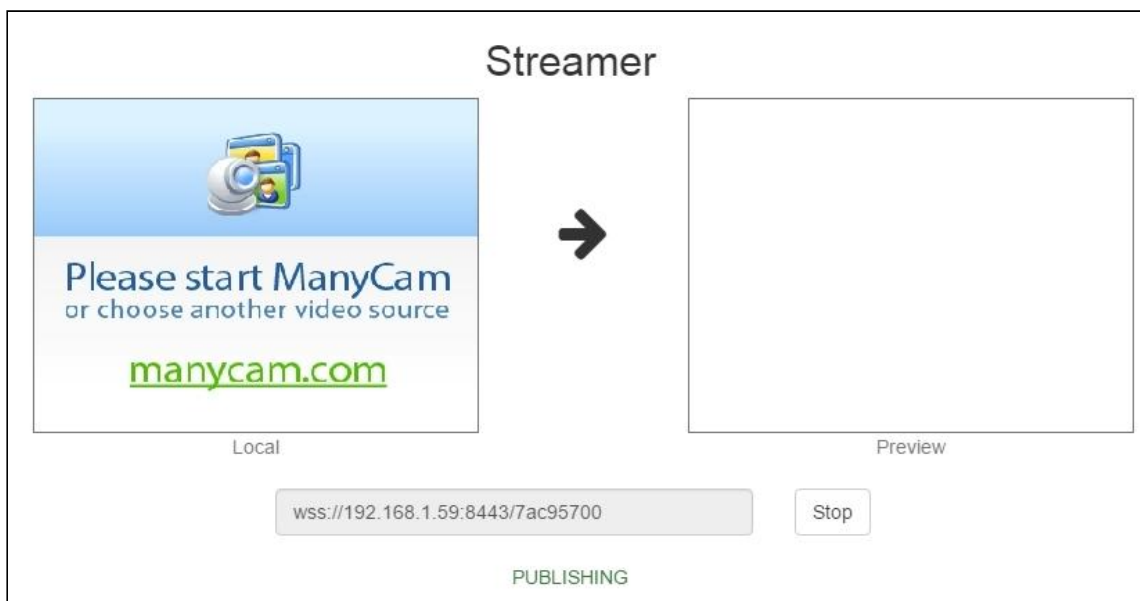 Streamer
Please start ManyCam
or choose another video source
manycam.com
Local
Preview
wss://192.168.1.59:8443/7ac95700
Stop
PUBLISHING